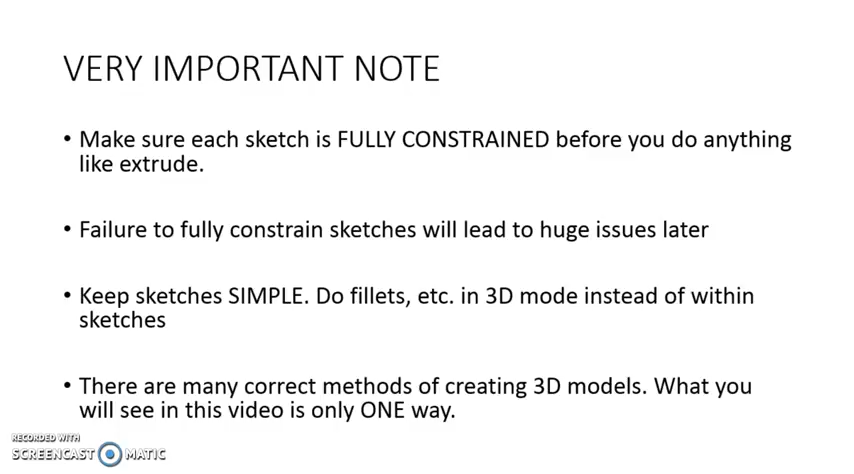 VERY IMPORTANT NOTE
• Make sure each sketch is FULLY CONSTRAINED before you do anything
like extrude.
• Failure to fully constrain sketches will lead to huge issues later
• Keep sketches SIMPLE. Do fillets, etc. in 3D mode instead of within
sketches
• There are many correct methods of creating 3D models. What you
will see in this video is only ONE way.
RECORDED WITH
SCREENCAST MATIC